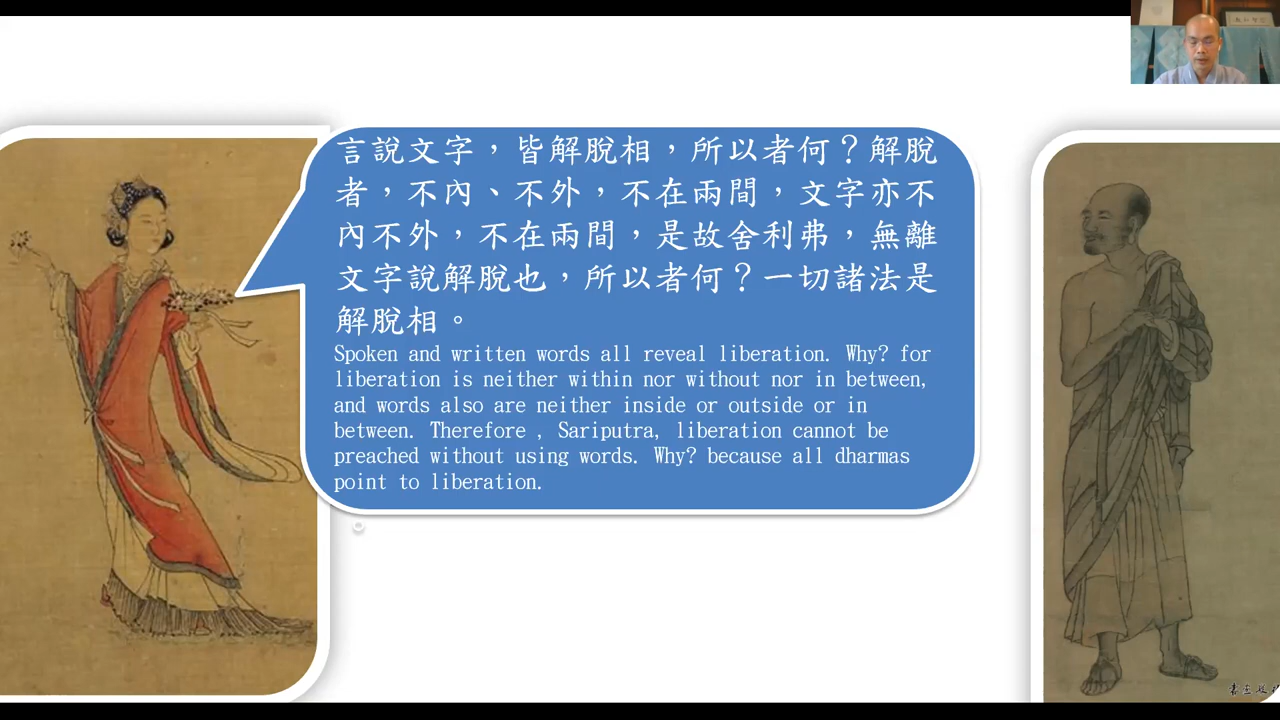 言說文字，皆解脫相，所以者何？解脫
者，不內、不外，不在兩間，文字亦不
內不外，不在兩間，是故舍利弗，無離
文字說解脫也，所以者何？一切諸法是
解脫相。
Spoken and written words all reveal liberation. Why? for
liberation is neither within nor without nor in between,
and words also are neither inside or outside or in
between. Therefore , Sariputra, liberation cannot be
preached without using words. Why? because all dharmas
point to liberation.